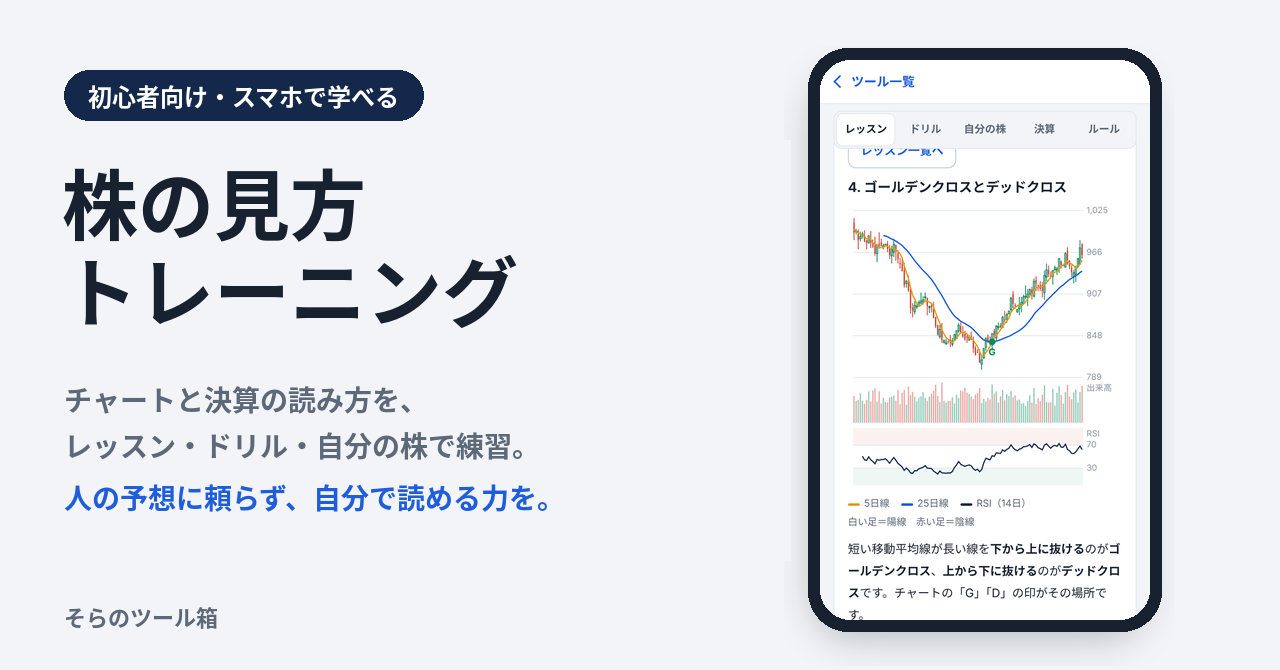 初心者向け・スマホで学べる
株の見方
トレーニング
チャートと決算の読み方を、
レッスン・ドリル・自分の株で練習。
人の予想に頼らず、自分で読める力を。
そらのツール箱
ツール一覧
レッスン ドリル 自分の株 決算 ルール
レッスン一覧へ
4. ゴールデンクロスとデッドクロス
1,025
966
907
848
G
789
出来高
RSI
70
30
5日線 25日線 RSI（14日）
白い足＝陽線 赤い足＝陰線
短い移動平均線が長い線を下から上に抜けるのがゴ
ールデンクロス、上から下に抜けるのがデッドクロ
スです。チャートの「G」「D」の印がその場所で
す。